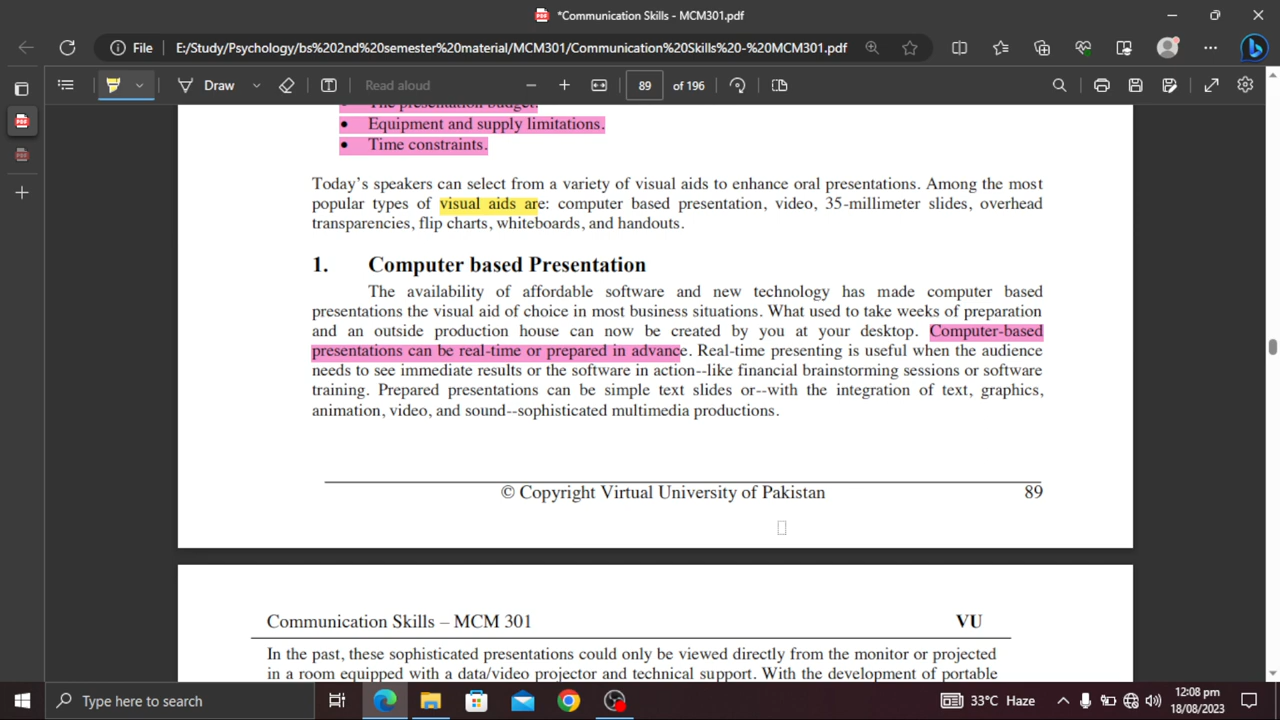 *Communication Skills - MCM301.pdf
File
E:/Study/Psychology/bs%202nd%20semester%20material/MCM301/Communication%20Skills%20-%20MCM301.pdf
Draw
Read aloud
89
of 196
The presentation budget.
• Equipment and supply limitations.
• Time constraints.
Today's speakers can select from a variety of visual aids to enhance oral presentations. Among the most
popular types of visual aids are: computer based presentation, video, 35-millimeter slides, overhead
transparencies, flip charts, whiteboards, and handouts.
1. Computer based Presentation
The availability of affordable software and new technology has made computer based
presentations the visual aid of choice in most business situations. What used to take weeks of preparation
and an outside production house can now be created by you at your desktop. Computer-based
presentations can be real-time or prepared in advance. Real-time presenting is useful when the audience
needs to see immediate results or the software in action--like financial brainstorming sessions or software
training. Prepared presentations can be simple text slides or--with the integration of text, graphics,
animation, video, and sound--sophisticated multimedia productions.
© Copyright Virtual University of Pakistan 89
Communication Skills – MCM 301 VU
In the past, these sophisticated presentations could only be viewed directly from the monitor or projected
in a room equipped with a data/video projector and technical support. With the development of portable
Type here to search
33°C Haze
12:08 pm
18/08/2023